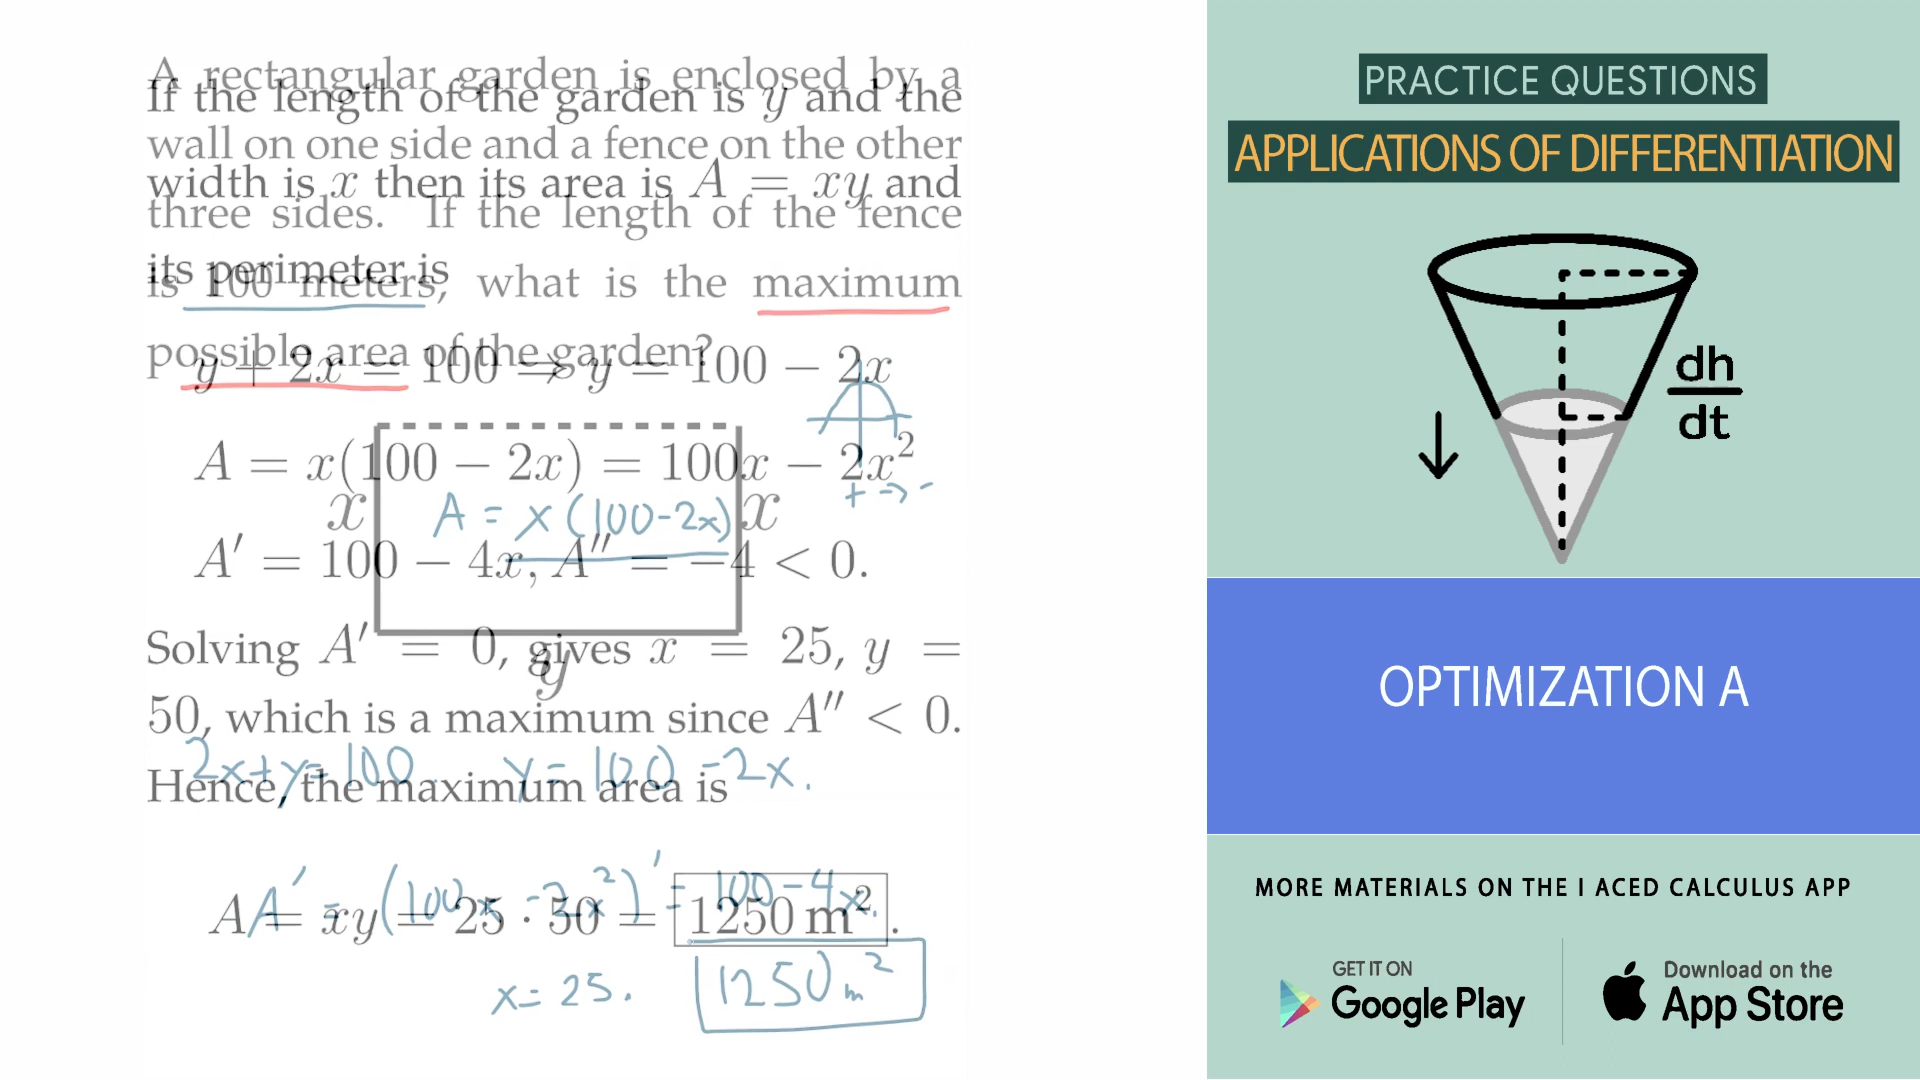 A rectangular garden is enclosed by a
wall on one side and a fence on the other
three sides. If the length of the fence
is 100 meters, what is the maximum
possible area of the garden?
x
A = x(100-2x)
x
y
2x+y=100 y=100-2x.
A' = (100x-2x²)' = 100-4x.
x=25. 1250 m²
+ => -
If the length of the garden is y and the
width is x then its area is A = xy and
its perimeter is
y + 2x = 100 ⇒ y = 100 − 2x
A = x(100 − 2x) = 100x − 2x²
A′ = 100 − 4x, A″ = −4 < 0.
Solving A′ = 0, gives x = 25, y =
50, which is a maximum since A″ < 0.
Hence, the maximum area is
A = xy = 25 · 50 = 1250 m².
PRACTICE QUESTIONS
APPLICATIONS OF DIFFERENTIATION
dh
dt
OPTIMIZATION A
MORE MATERIALS ON THE I ACED CALCULUS APP
GET IT ON
Google Play
Download on the
App Store